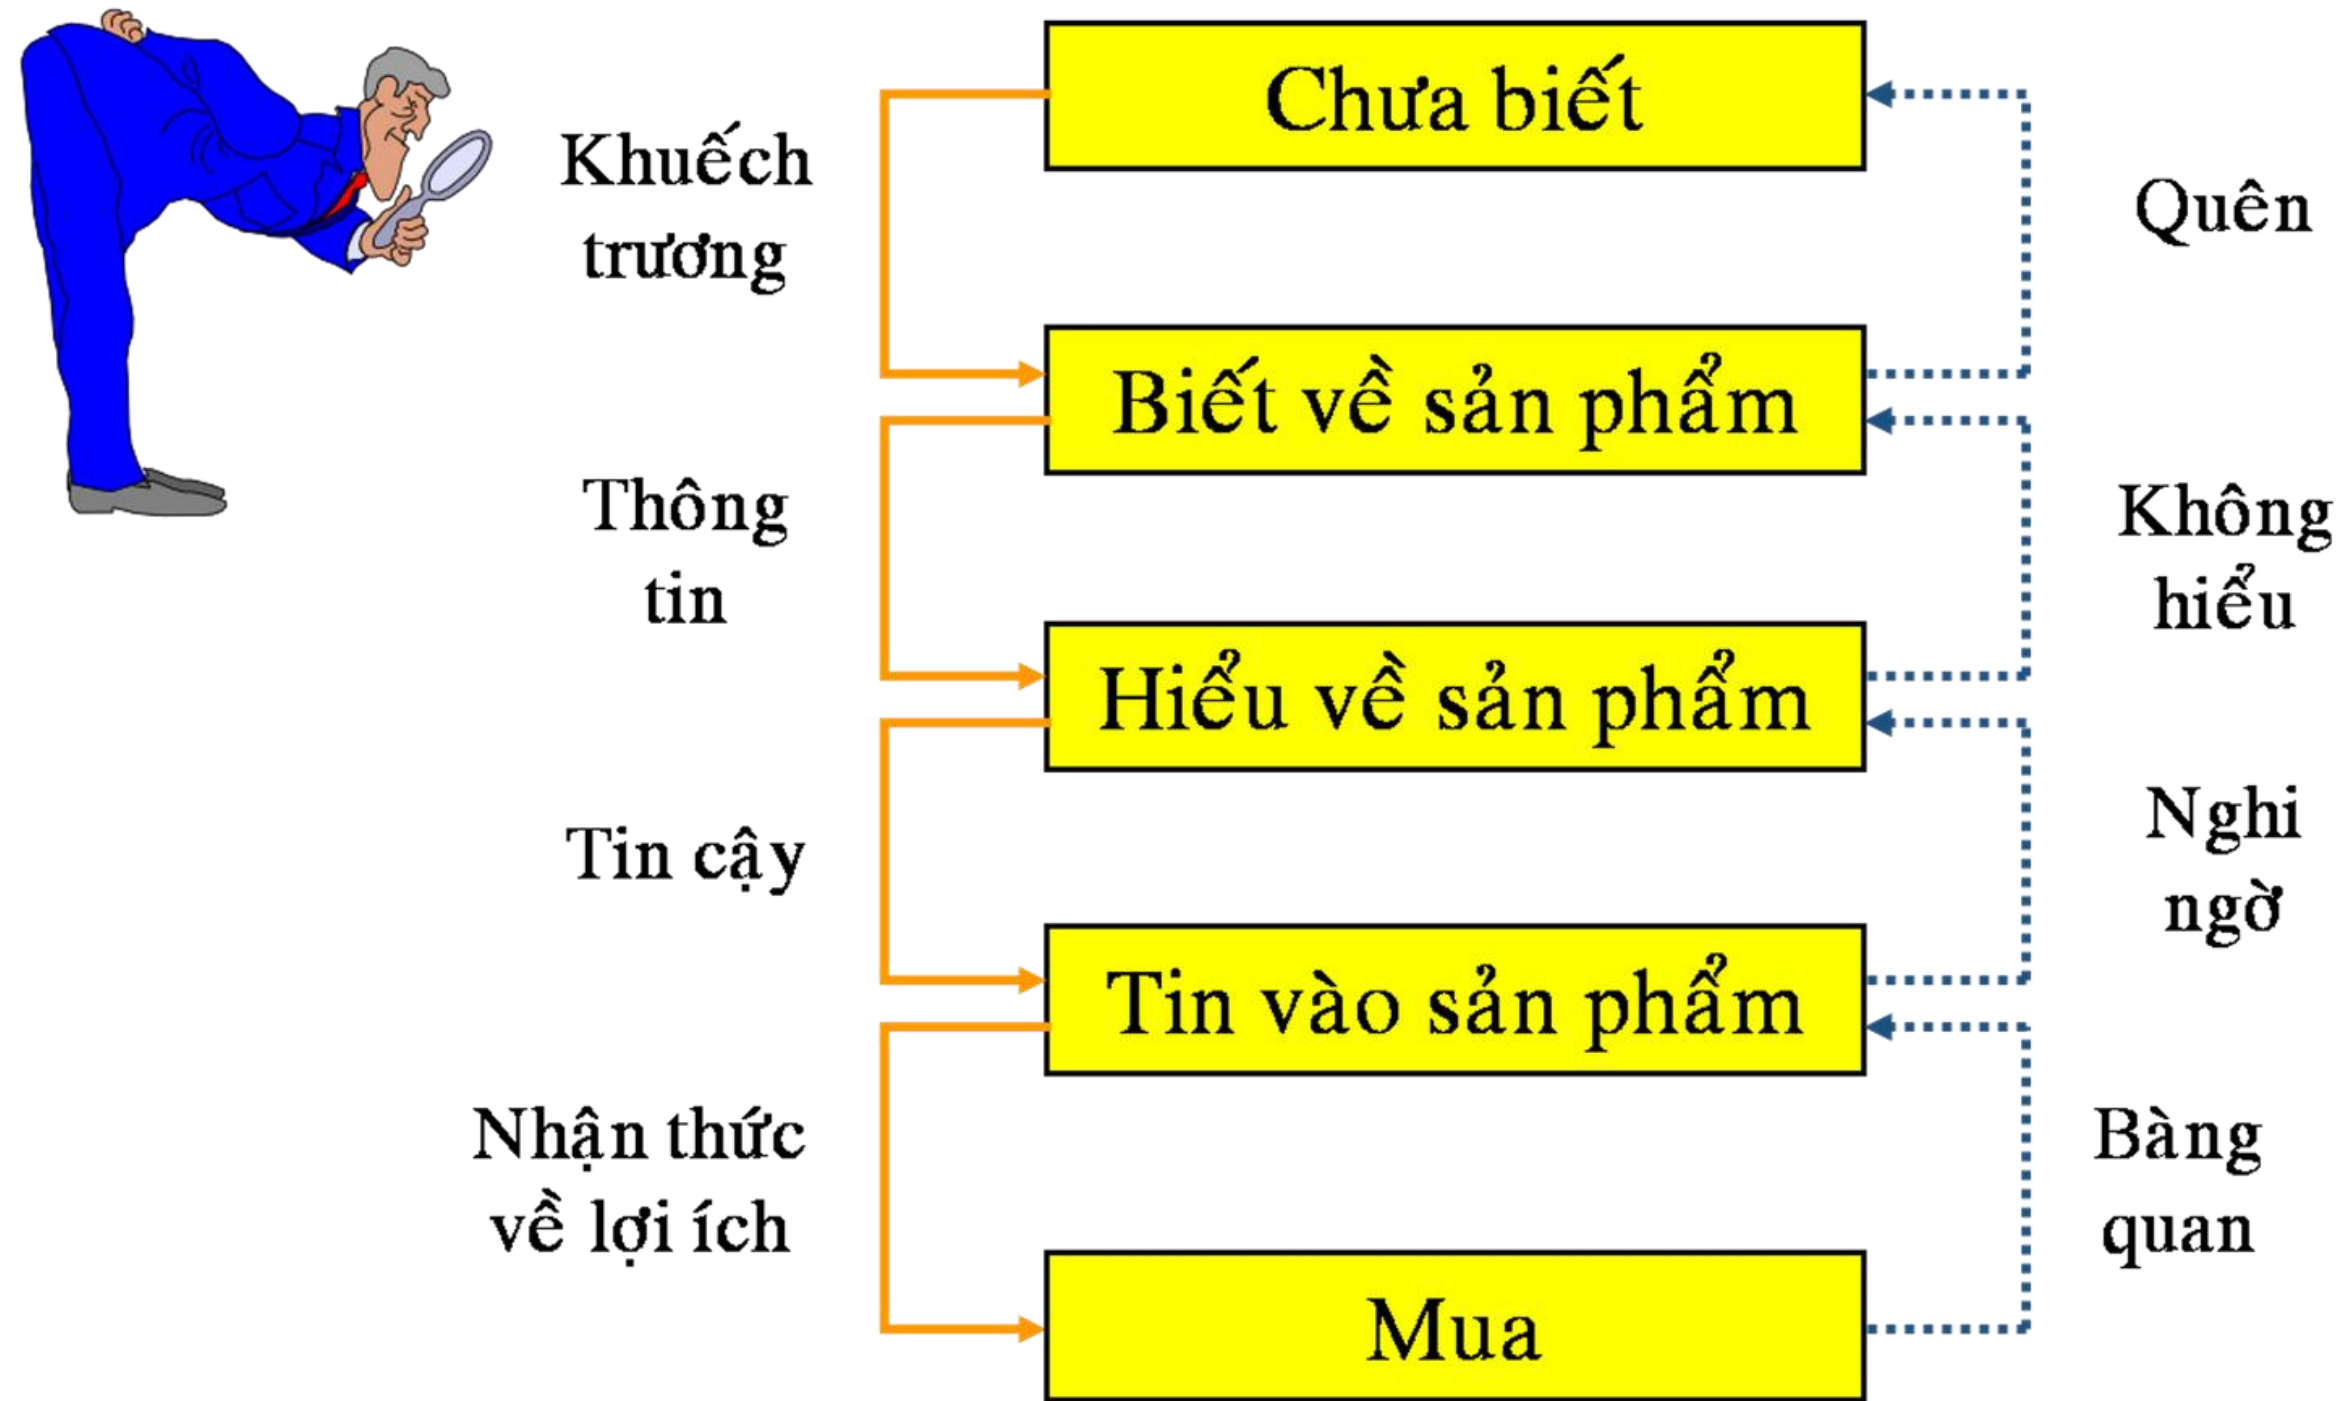 Chưa biết
Khuếch
trương
Quên
Biết về sản phẩm
Thông
tin
Không
hiểu
Hiểu về sản phẩm
Tin cậy
Nghi
ngờ
Tin vào sản phẩm
Nhận thức
về lợi ích
Bàng
quan
Mua